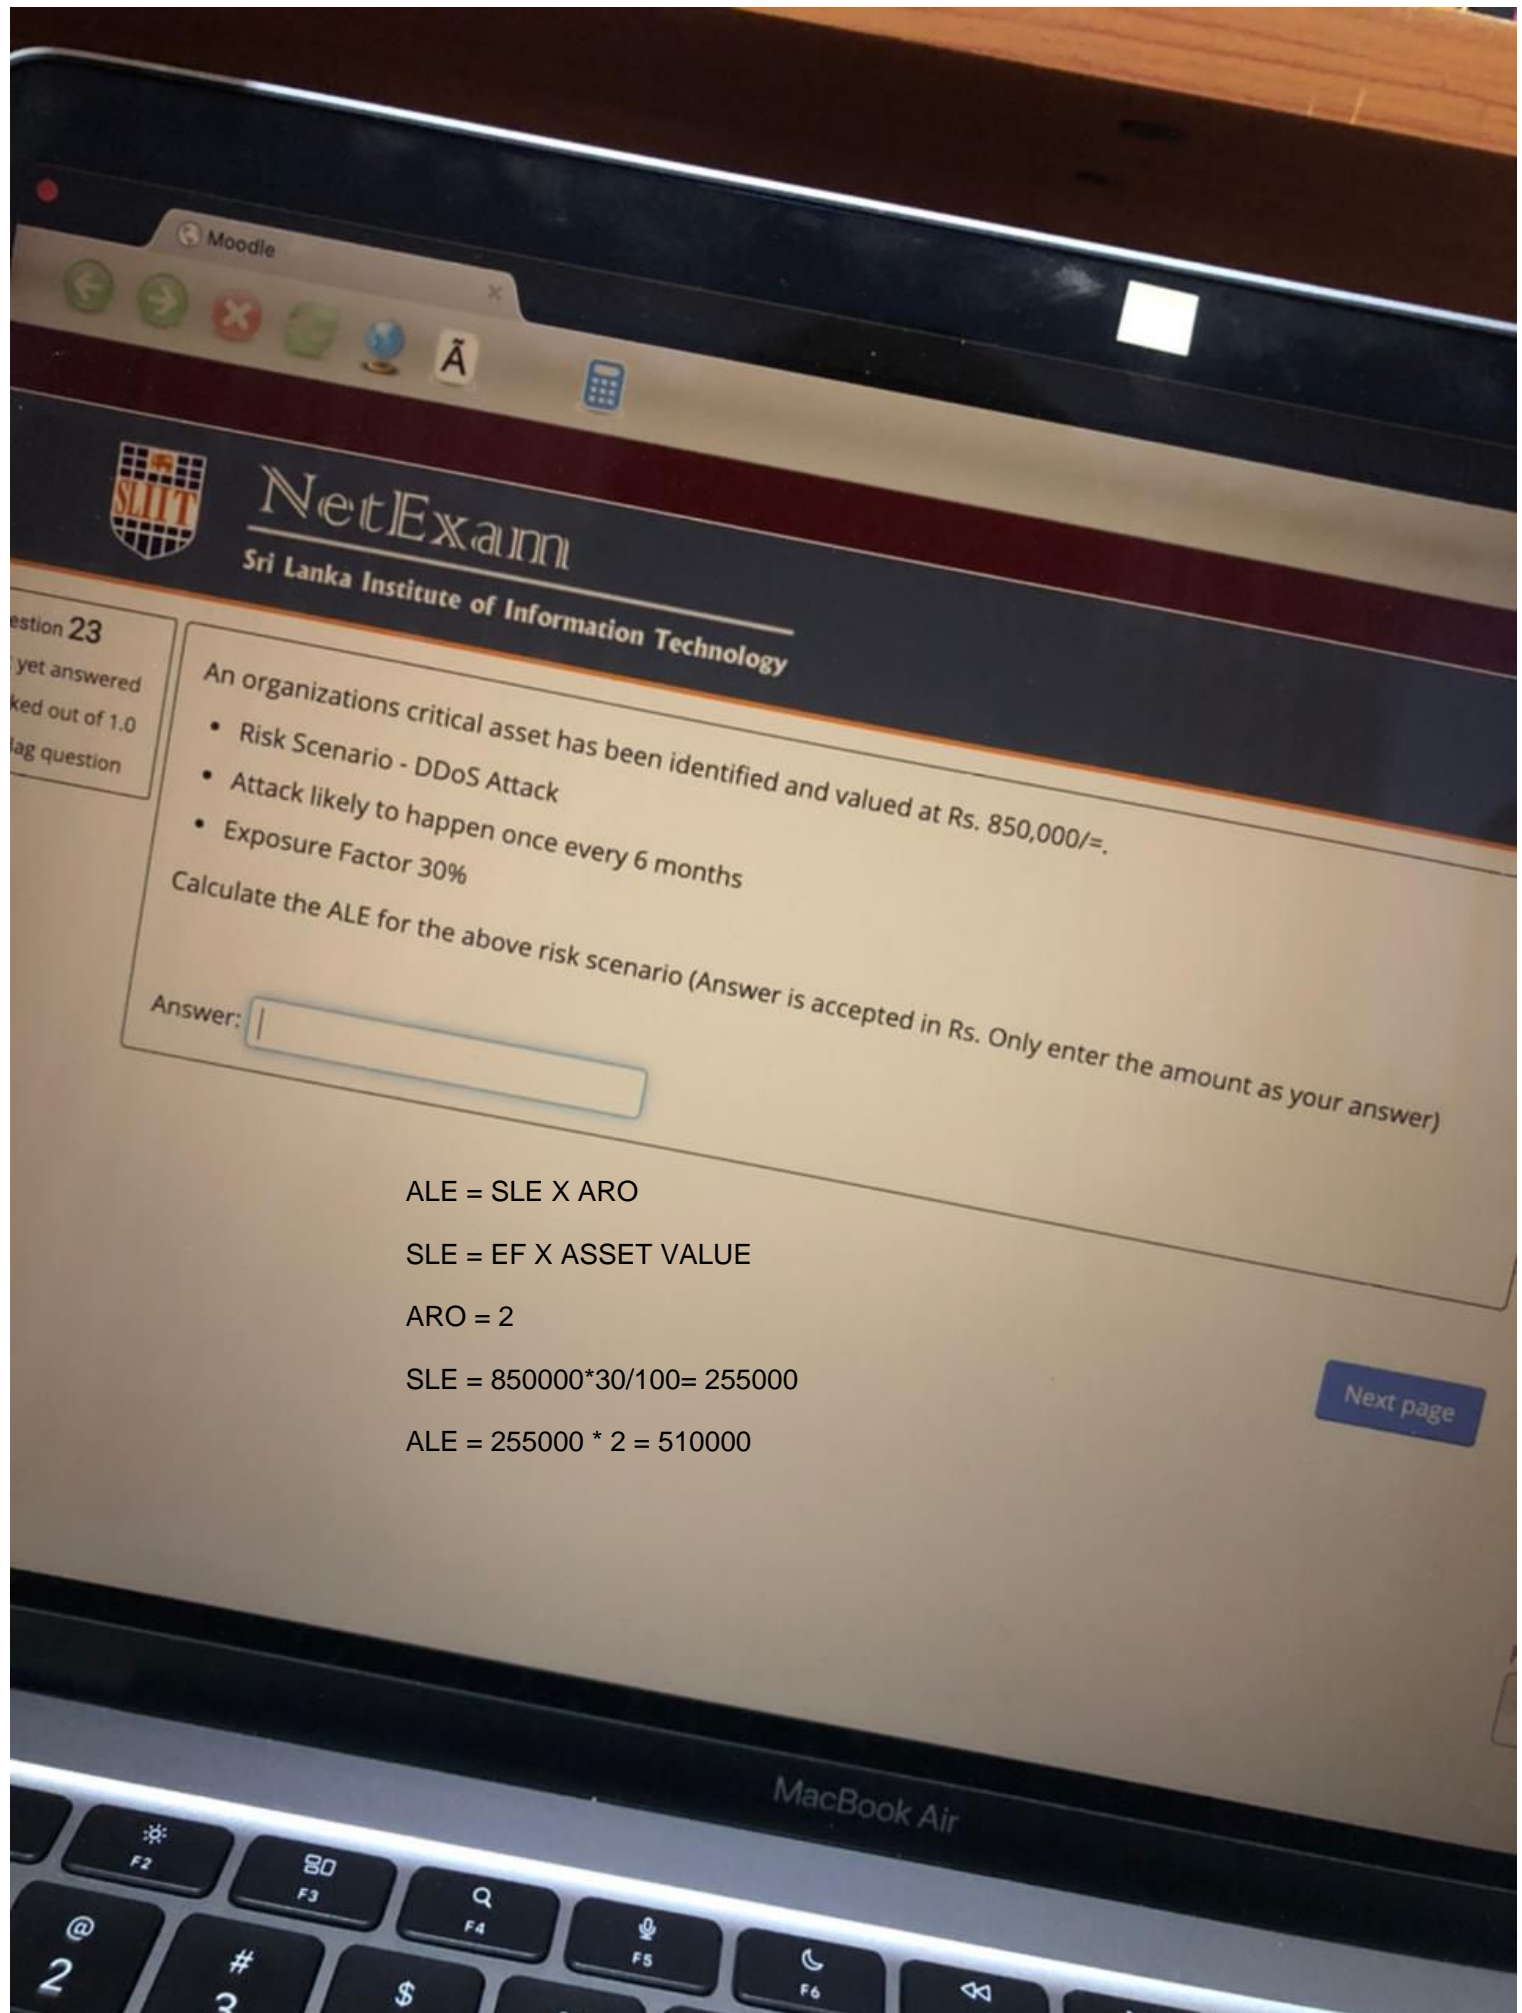 Moodle
Ã
SLIIT
NetExam
Sri Lanka Institute of Information Technology
estion 23
yet answered
ked out of 1.0
lag question
An organizations critical asset has been identified and valued at Rs. 850,000/=.
• Risk Scenario - DDoS Attack
• Attack likely to happen once every 6 months
• Exposure Factor 30%
Calculate the ALE for the above risk scenario (Answer is accepted in Rs. Only enter the amount as your answer)
Answer:
ALE = SLE X ARO
SLE = EF X ASSET VALUE
ARO = 2
SLE = 850000*30/100= 255000
ALE = 255000 * 2 = 510000
Next page
MacBook Air
F2
F3
F4
F5
F6
@
2
#
3
$